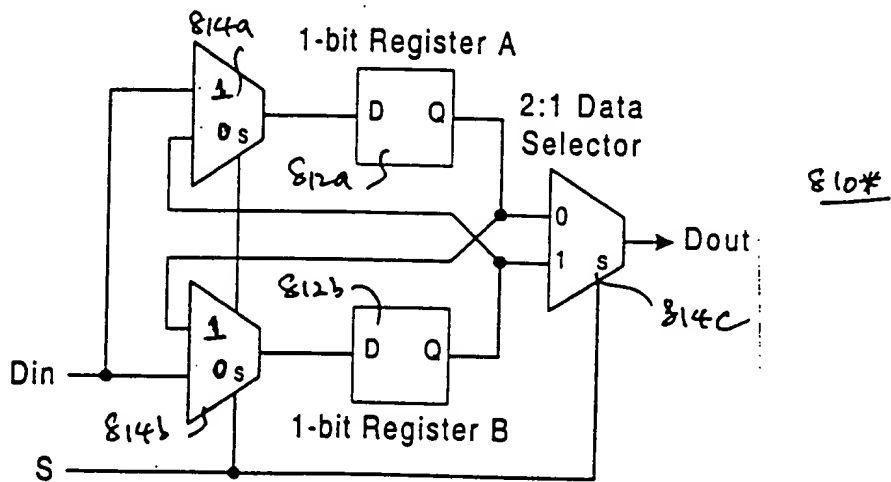 814a
1-bit Register A
1
0 s
D Q
812a
2:1 Data
Selector
810*
0
1
s
Dout
814c
812b
1
0 s
D Q
Din
814b
1-bit Register B
S